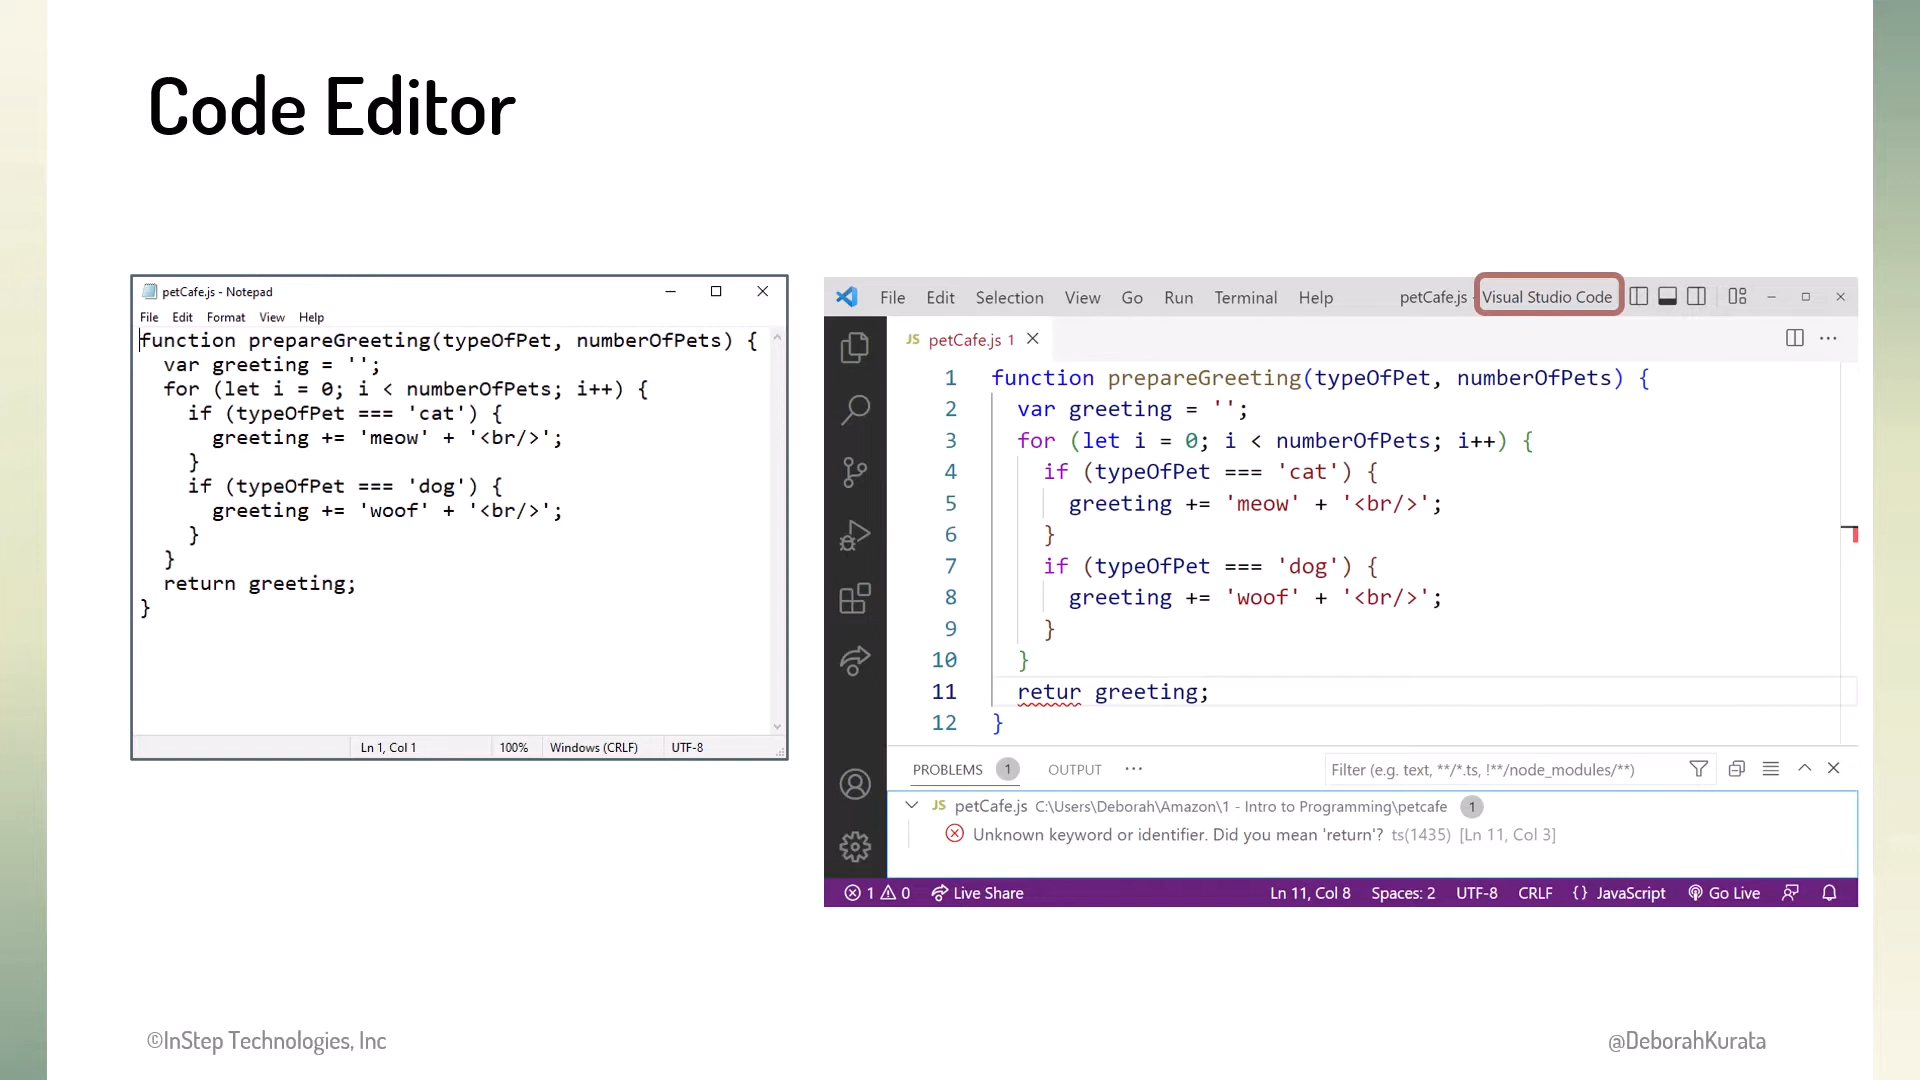 Code Editor
petCafe.js - Notepad
File Edit Format View Help
function prepareGreeting(typeOfPet, numberOfPets) {
  var greeting = '';
  for (let i = 0; i < numberOfPets; i++) {
    if (typeOfPet === 'cat') {
      greeting += 'meow' + '<br/>';
    }
    if (typeOfPet === 'dog') {
      greeting += 'woof' + '<br/>';
    }
  }
  return greeting;
}
Ln 1, Col 1 100% Windows (CRLF) UTF-8
File Edit Selection View Go Run Terminal Help petCafe.js - Visual Studio Code
JS petCafe.js 1
1 function prepareGreeting(typeOfPet, numberOfPets) {
2   var greeting = '';
3   for (let i = 0; i < numberOfPets; i++) {
4     if (typeOfPet === 'cat') {
5       greeting += 'meow' + '<br/>';
6     }
7     if (typeOfPet === 'dog') {
8       greeting += 'woof' + '<br/>';
9     }
10   }
11   retur greeting;
12 }
PROBLEMS 1 OUTPUT ··· Filter (e.g. text, **/*.ts, !**/node_modules/**)
JS petCafe.js C:\Users\Deborah\Amazon\1 - Intro to Programming\petcafe 1
Unknown keyword or identifier. Did you mean 'return'? ts(1435) [Ln 11, Col 3]
1 0 Live Share Ln 11, Col 8 Spaces: 2 UTF-8 CRLF {} JavaScript Go Live
©InStep Technologies, Inc
@DeborahKurata